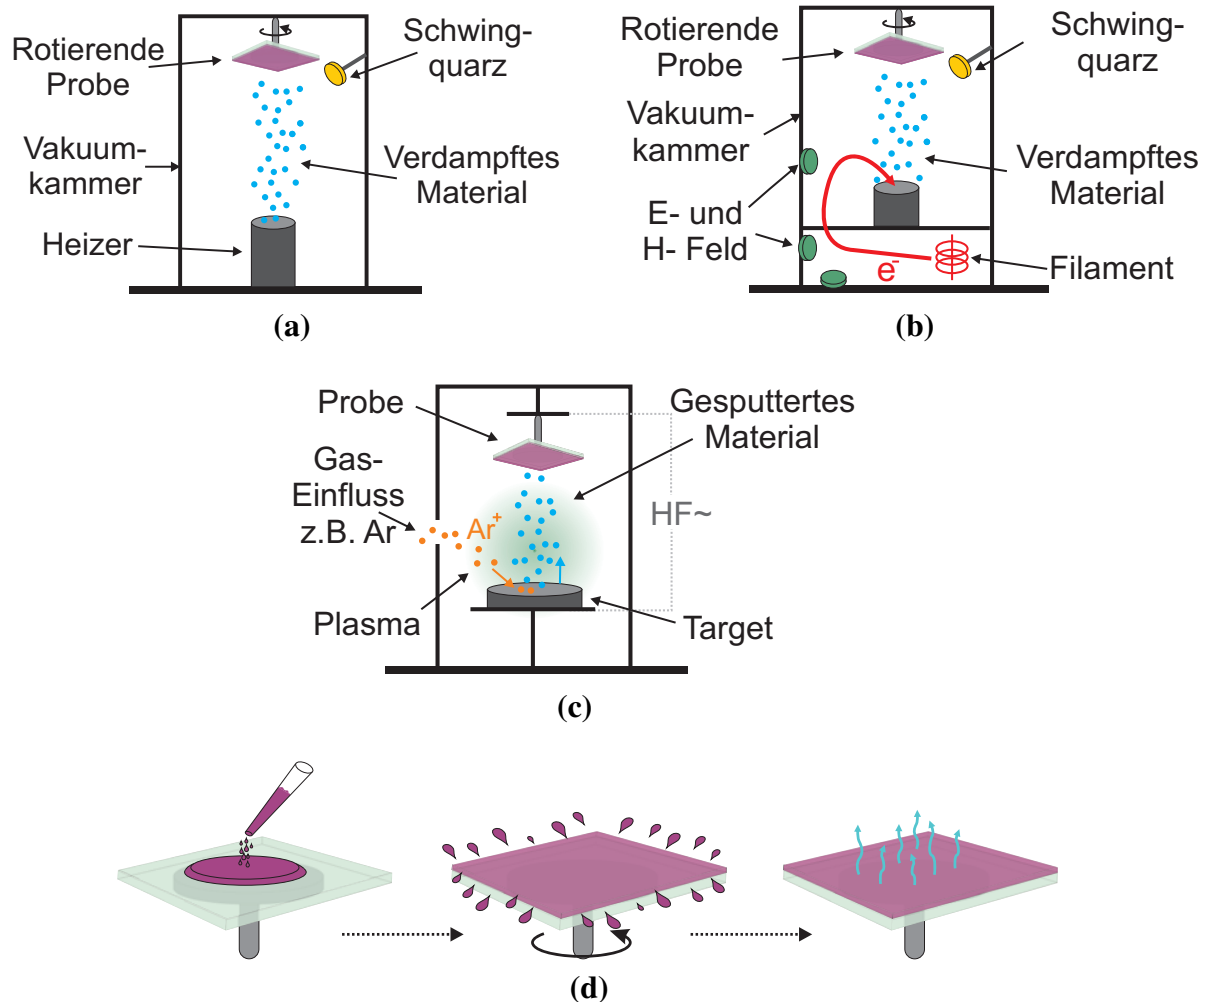 Rotierende
Probe
Schwing-
quarz
Vakuum-
kammer
Verdampftes
Material
Heizer
(a)
Rotierende
Probe
Schwing-
quarz
Vakuum-
kammer
Verdampftes
Material
E- und
H- Feld
e-
Filament
(b)
Probe
Gesputtertes
Material
Gas-
Einfluss
z.B. Ar
Ar+
HF~
Plasma
Target
(c)
(d)